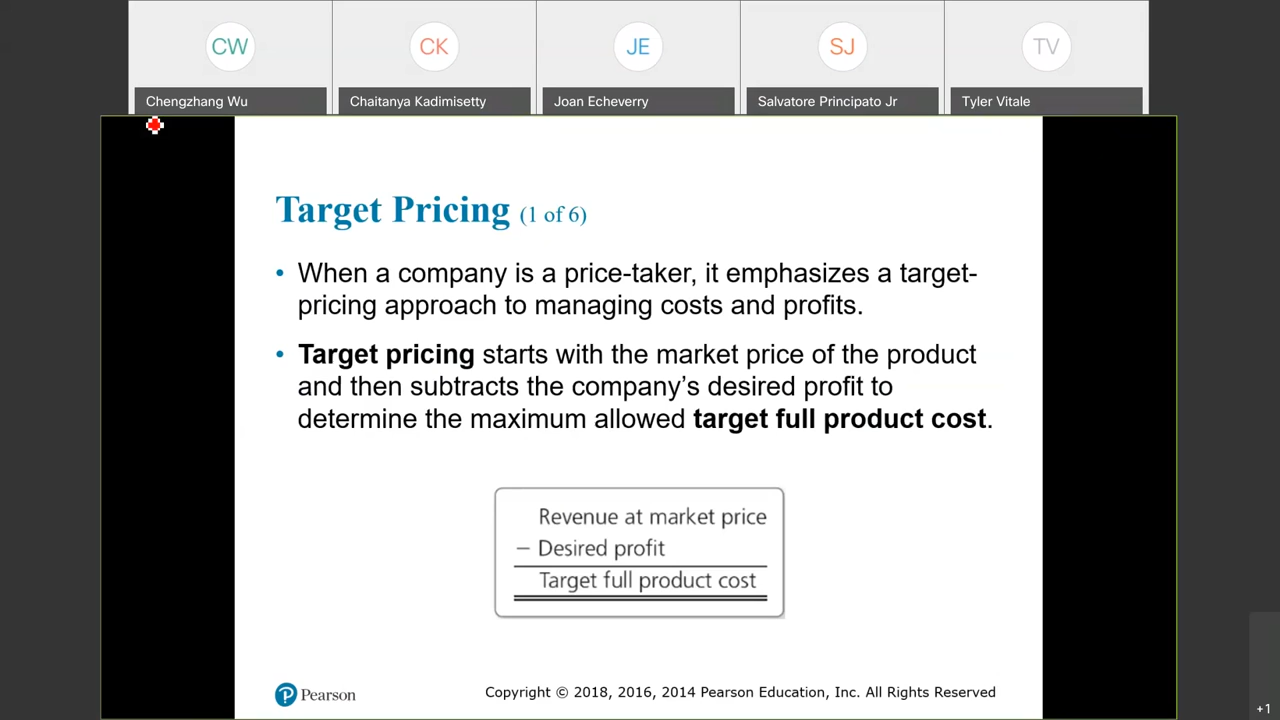 CW
CK
JE
SJ
TV
Chengzhang Wu
Chaitanya Kadimisetty
Joan Echeverry
Salvatore Principato Jr
Tyler Vitale
Target Pricing (1 of 6)
• When a company is a price-taker, it emphasizes a target-
pricing approach to managing costs and profits.
• Target pricing starts with the market price of the product
and then subtracts the company’s desired profit to
determine the maximum allowed target full product cost.
Revenue at market price
− Desired profit
Target full product cost
P Pearson
Copyright © 2018, 2016, 2014 Pearson Education, Inc. All Rights Reserved
+1